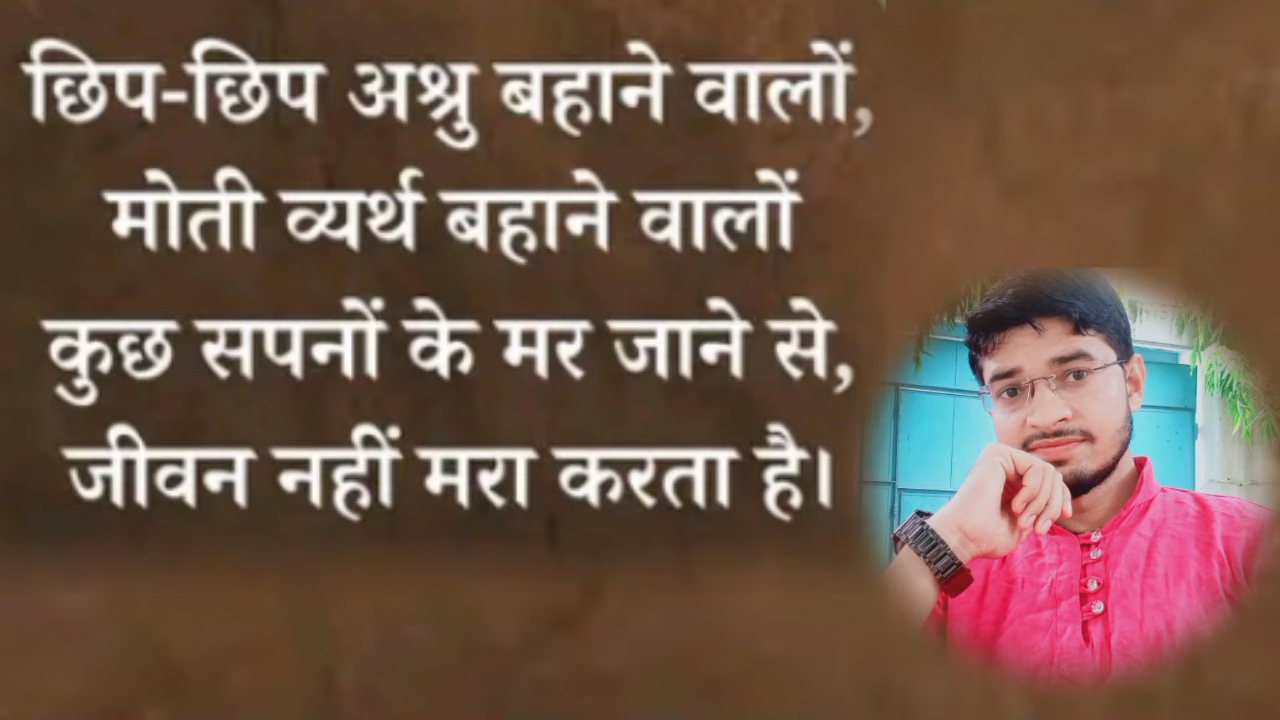 छिप-छिप अश्रु बहाने वालों,
मोती व्यर्थ बहाने वालों
कुछ सपनों के मर जाने से,
जीवन नहीं मरा करता है।